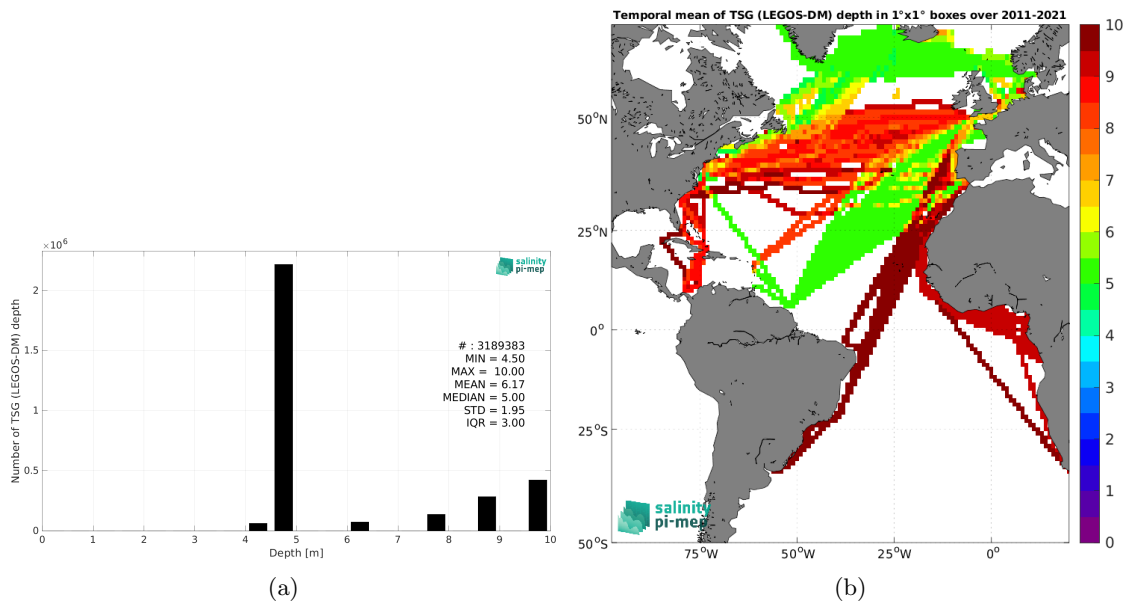 ×10⁶
2
1.5
1
0.5
0
Number of TSG (LEGOS-DM) depth
0 1 2 3 4 5 6 7 8 9 10
Depth [m]
salinity
pi-mep
# : 3189383
MIN = 4.50
MAX = 10.00
MEAN = 6.17
MEDIAN = 5.00
STD = 1.95
IQR = 3.00
(a)
Temporal mean of TSG (LEGOS-DM) depth in 1°x1° boxes over 2011-2021
50°N
25°N
0°
25°S
50°S
75°W 50°W 25°W 0°
salinity
pi-mep
10
9
8
7
6
5
4
3
2
1
0
(b)